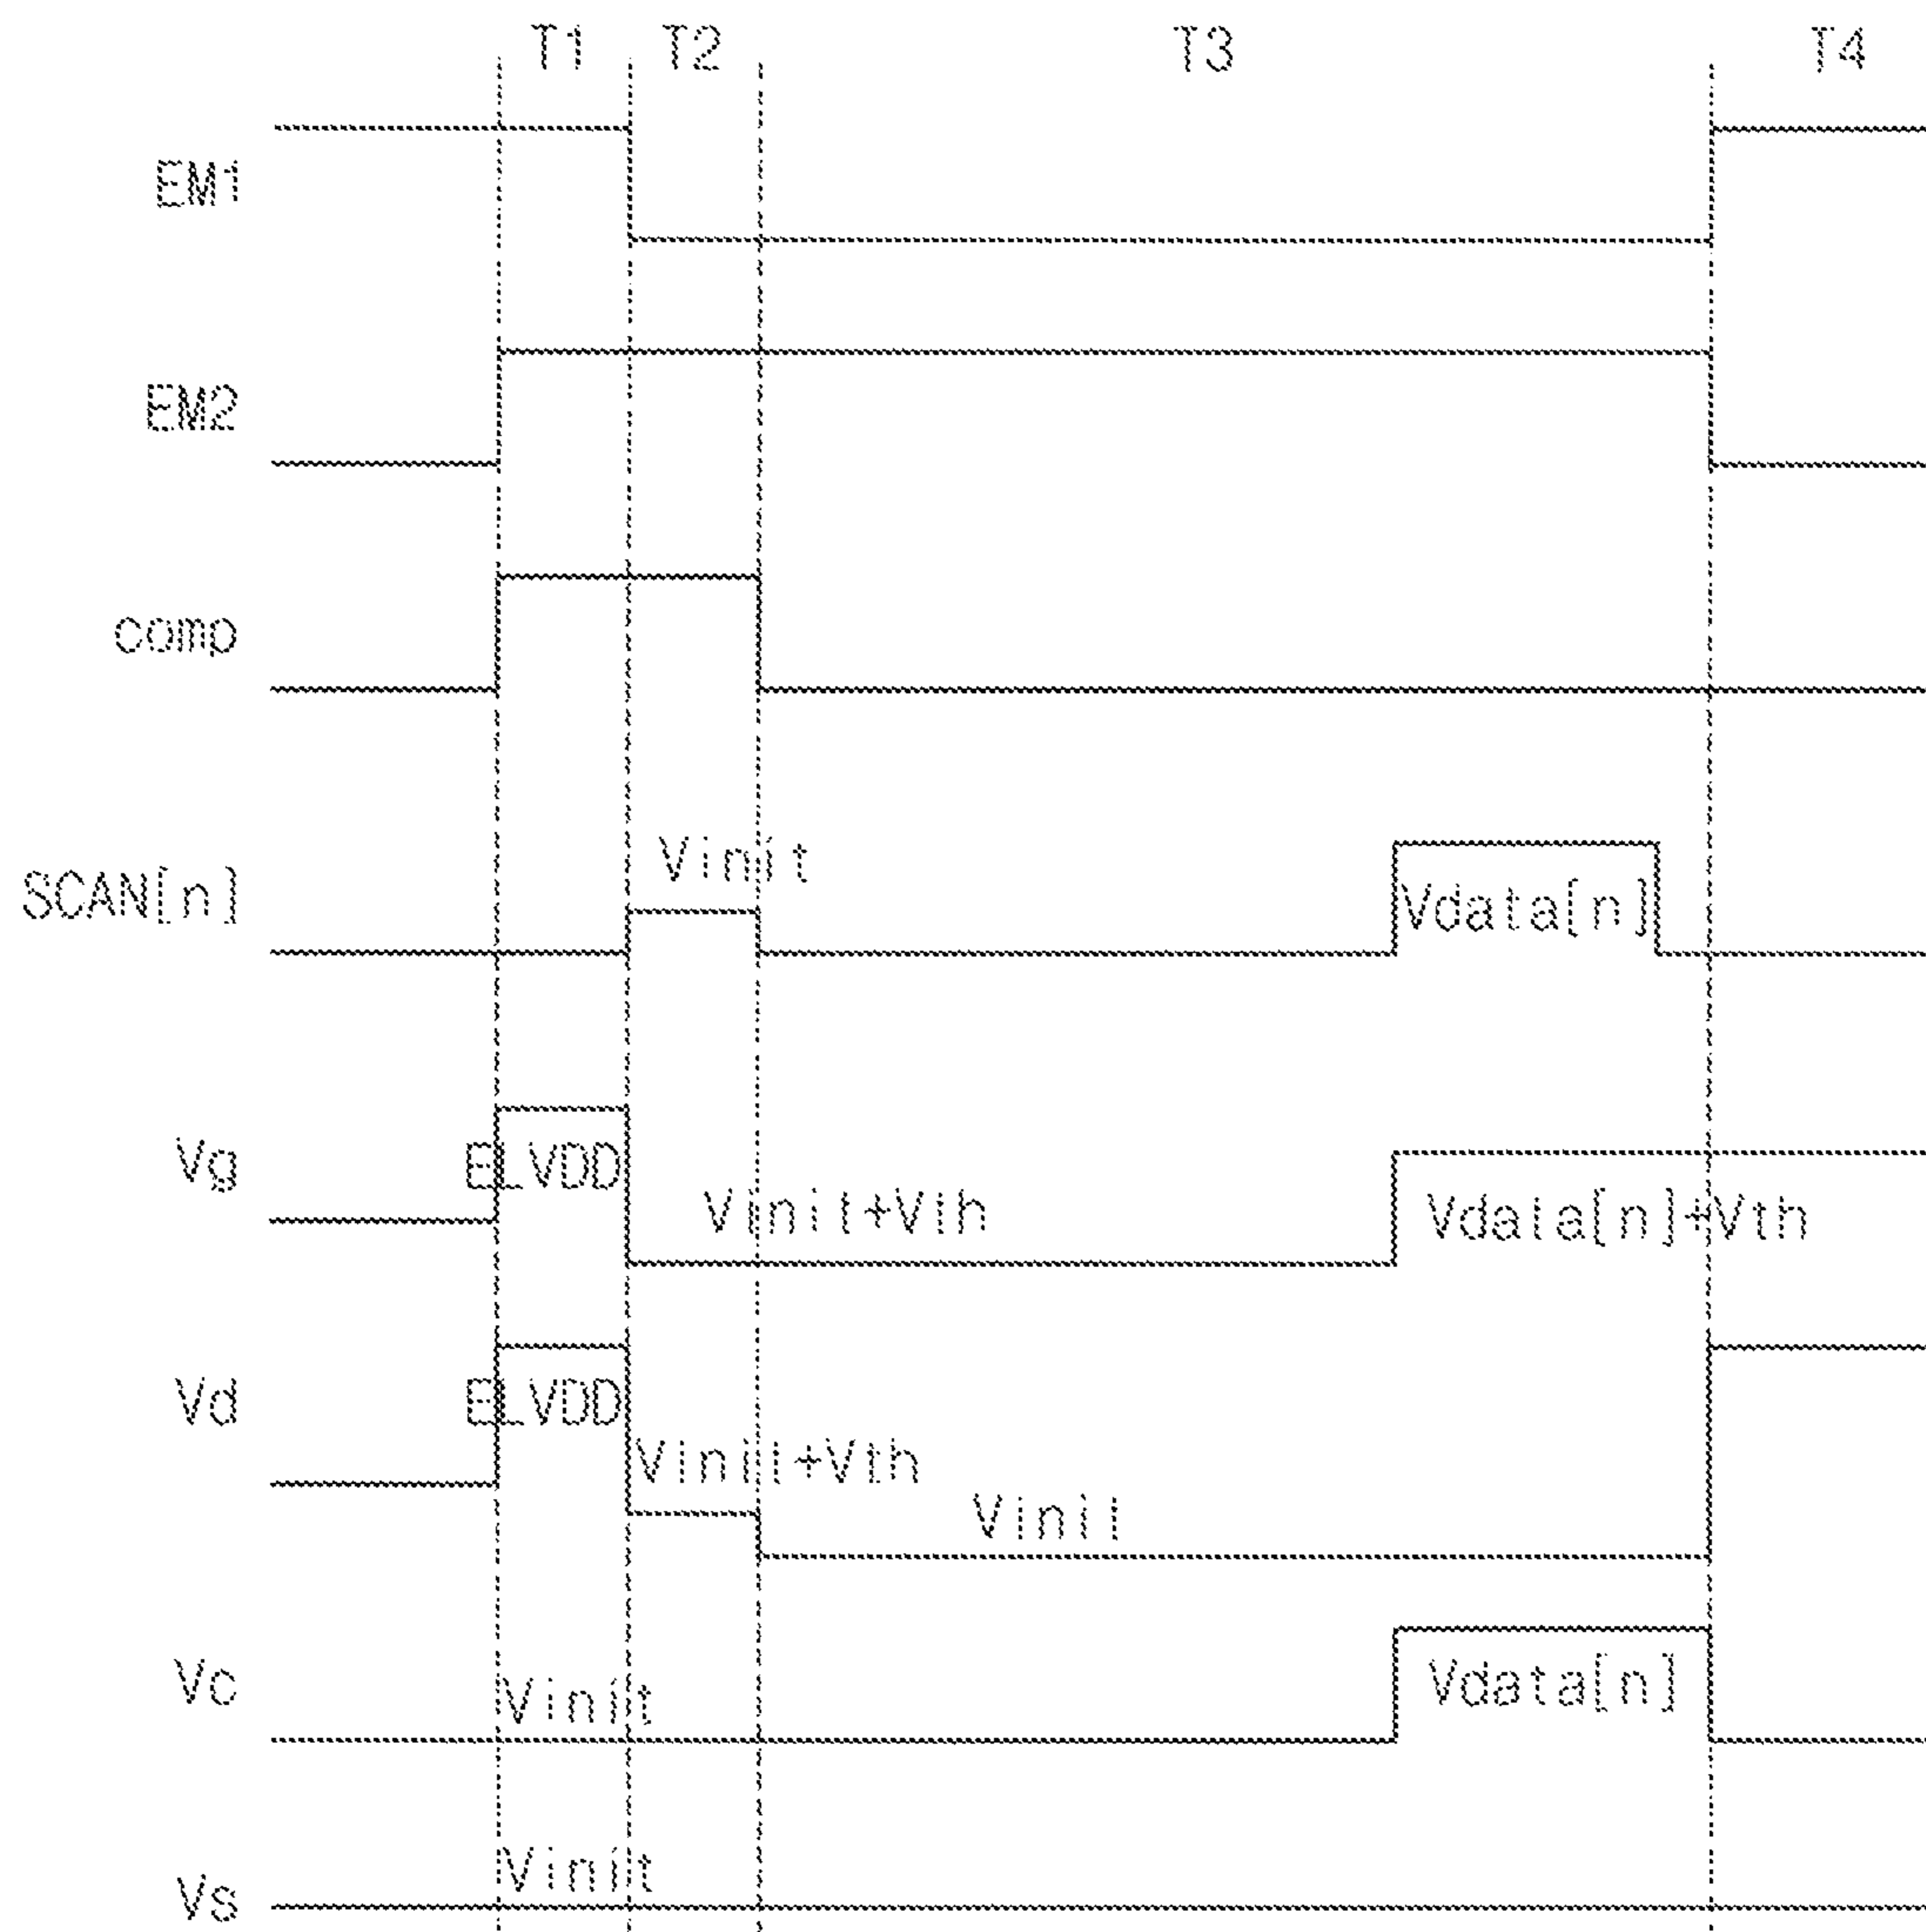 T1 T2 T3 T4
EM1
EM2
comp
Vinit
SCAN[n] Vdata[n]
Vg ELVDD
Vinit+Vth Vdata[n]+Vth
Vd ELVDD
Vinit+Vth
Vinit
Vc Vinit Vdata[n]
Vs Vinit